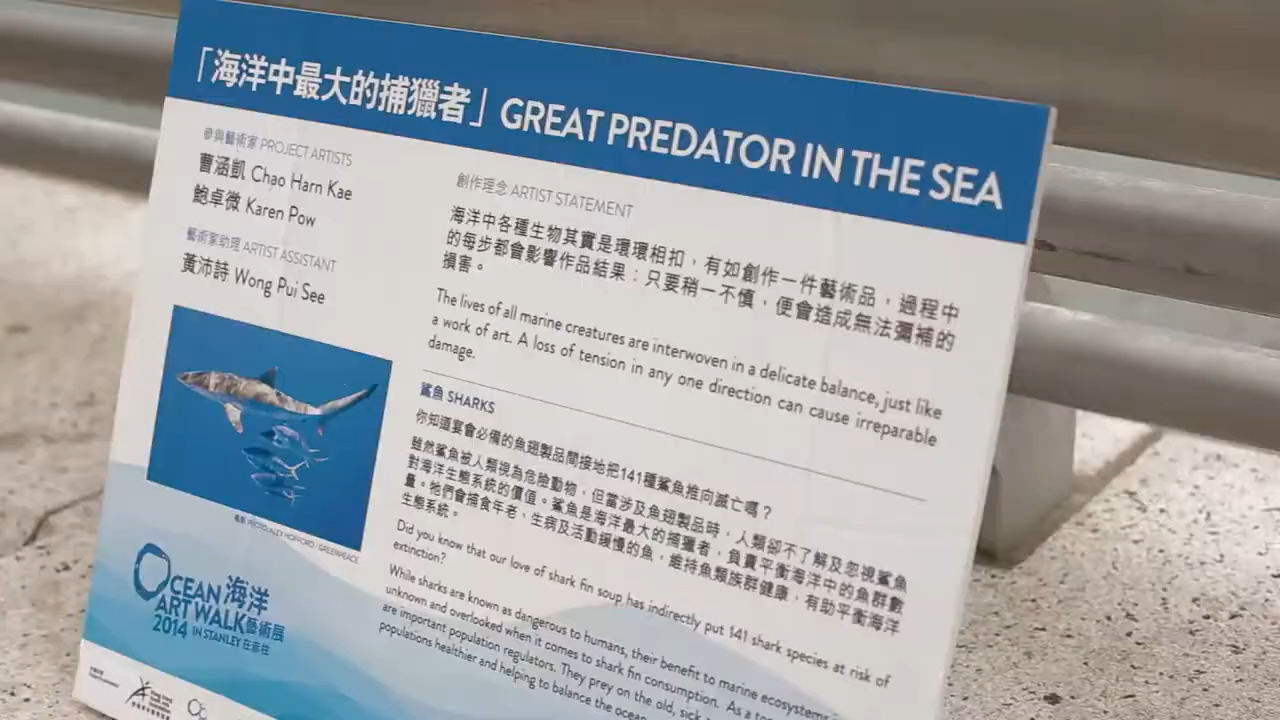 「海洋中最大的捕獵者」 GREAT PREDATOR IN THE SEA
參與藝術家 PROJECT ARTISTS
曹涵凱 Chao Harn Kae
鮑卓微 Karen Pow
藝術家助理 ARTIST ASSISTANT
黃沛詩 Wong Pui See
攝影 PHOTO/ALEX HOFFORD / GREENPEACE
OCEAN 海洋
ART WALK 藝術展
2014 IN STANLEY 在赤柱
創作理念 ARTIST STATEMENT
海洋中各種生物其實是環環相扣，有如創作一件藝術品，過程中
的每步都會影響作品結果：只要稍一不慎，便會造成無法彌補的
損害。
The lives of all marine creatures are interwoven in a delicate balance, just like
a work of art. A loss of tension in any one direction can cause irreparable
damage.
鯊魚 SHARKS
你知道宴會必備的魚翅製品間接地把141種鯊魚推向滅亡嗎？
雖然鯊魚被人類視為危險動物，但當涉及魚翅製品時，人類卻不了解及忽視鯊魚
對海洋生態系統的價值。鯊魚是海洋最大的捕獵者，負責平衡海洋中的魚群數
量。牠們會捕食年老、生病及活動緩慢的魚，維持魚類族群健康，有助平衡海洋
生態系統。
Did you know that our love of shark fin soup has indirectly put 141 shark species at risk of
extinction?
While sharks are known as dangerous to humans, their benefit to marine ecosystems
unknown and overlooked when it comes to shark fin consumption. As a
are important population regulators. They prey on the old, sick
populations healthier and helping to balance the ocean